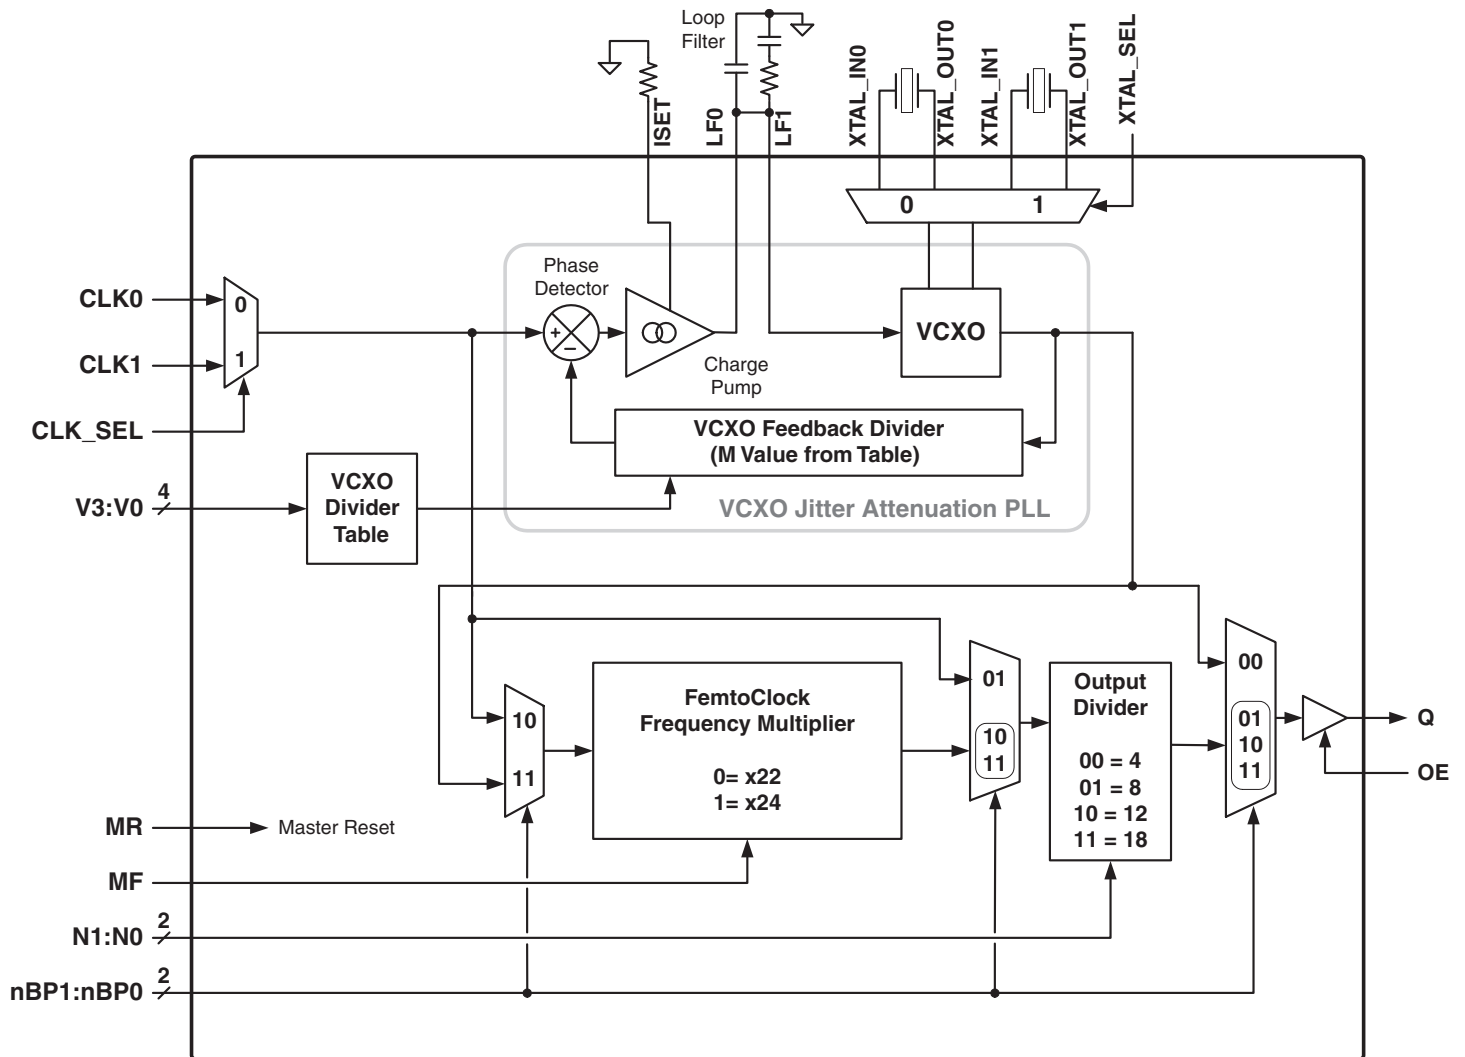 Loop
Filter
ISET
LF0
LF1
XTAL_IN0
XTAL_OUT0
XTAL_IN1
XTAL_OUT1
XTAL_SEL
0
1
CLK0
CLK1
CLK_SEL
0
1
Phase
Detector
+
–
Charge
Pump
VCXO
VCXO Feedback Divider
(M Value from Table)
VCXO Jitter Attenuation PLL
V3:V0
4
VCXO
Divider
Table
10
11
FemtoClock
Frequency Multiplier
0= x22
1= x24
01
10
11
Output
Divider
00 = 4
01 = 8
10 = 12
11 = 18
00
01
10
11
Q
OE
MR
Master Reset
MF
N1:N0
2
nBP1:nBP0
2